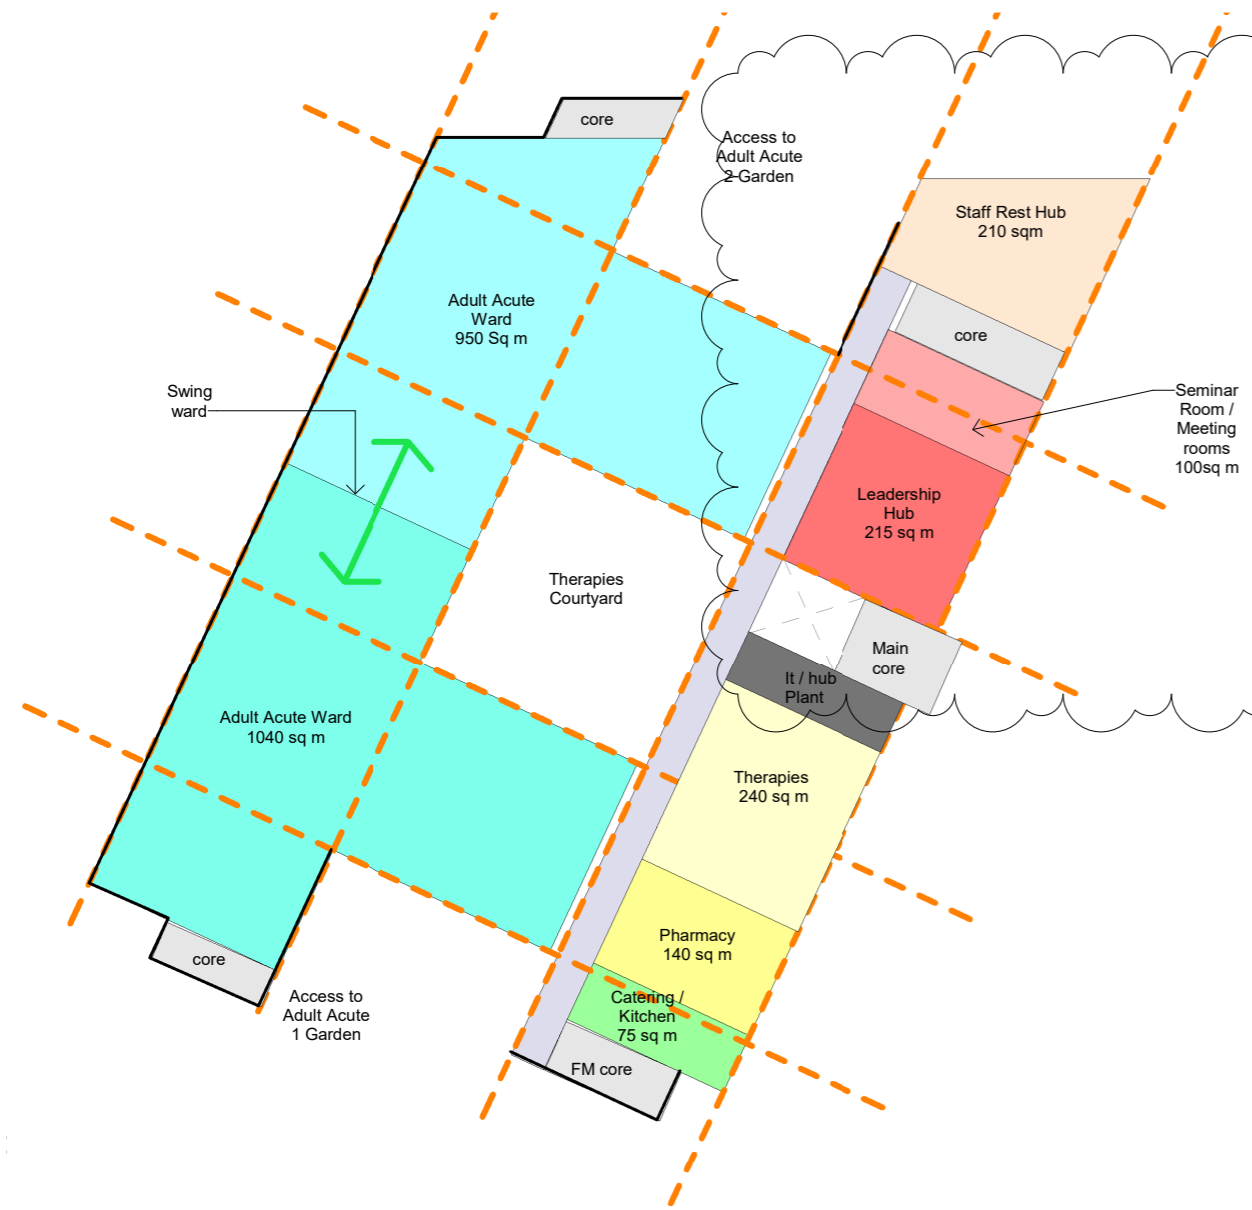 core
Access to
Adult Acute
2 Garden
Staff Rest Hub
210 sqm
Adult Acute
Ward
950 Sq m
core
Swing
ward
Seminar
Room /
Meeting
rooms
100sq m
Leadership
Hub
215 sq m
Therapies
Courtyard
Main
core
It / hub
Plant
Adult Acute Ward
1040 sq m
Therapies
240 sq m
Pharmacy
140 sq m
core
Access to
Adult Acute
1 Garden
Catering /
Kitchen
75 sq m
FM core